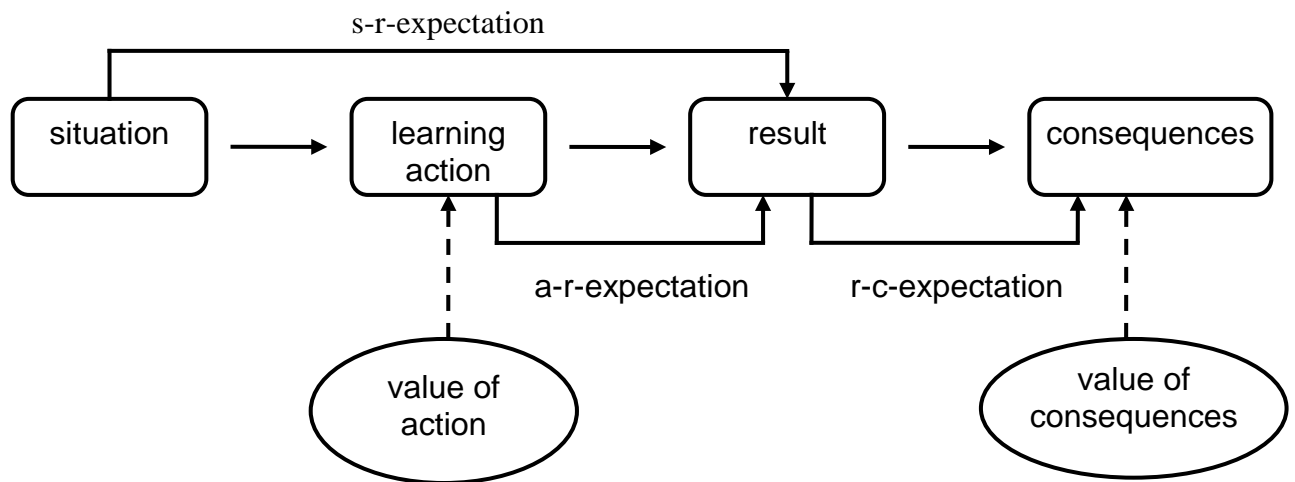 s-r-expectation
situation
learning
action
result
consequences
a-r-expectation
r-c-expectation
value of
action
value of
consequences